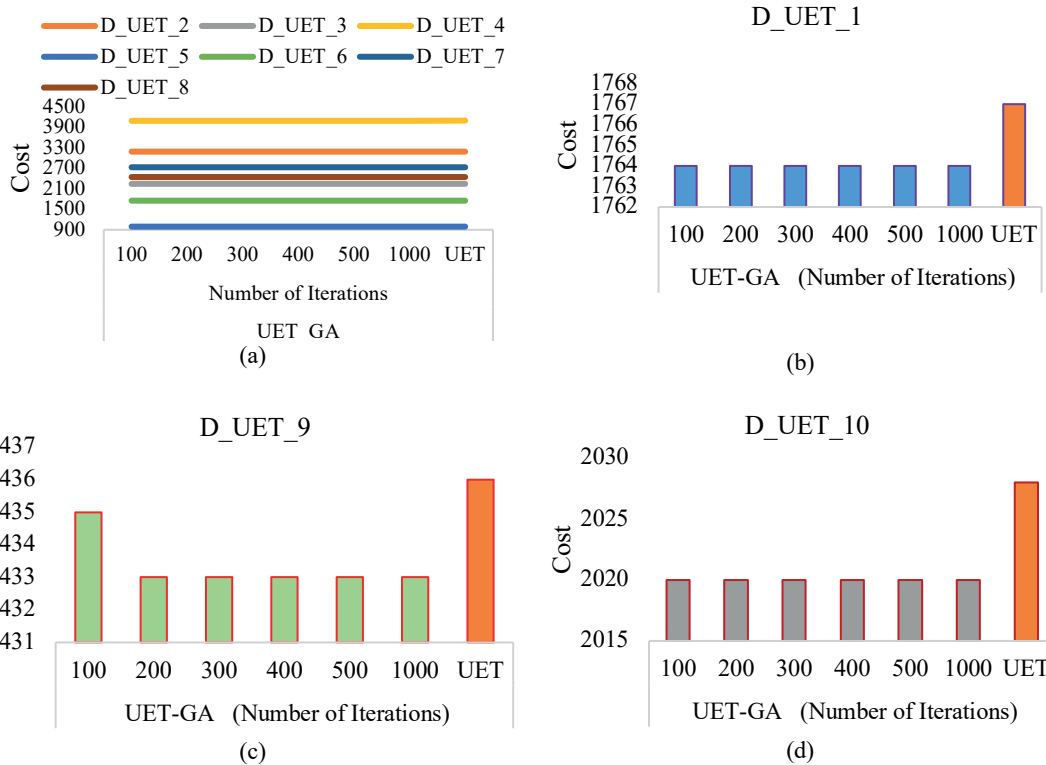 D_UET_2 D_UET_3 D_UET_4
D_UET_5 D_UET_6 D_UET_7
D_UET_8
Cost
4500
3900
3300
2700
2100
1500
900
100 200 300 400 500 1000 UET
Number of Iterations
UET GA
(a)
D_UET_1
Cost
1768
1767
1766
1765
1764
1763
1762
100 200 300 400 500 1000 UET
UET-GA (Number of Iterations)
(b)
D_UET_9
437
436
435
434
433
432
431
100 200 300 400 500 1000 UET
UET-GA (Number of Iterations)
(c)
D_UET_10
Cost
2030
2025
2020
2015
100 200 300 400 500 1000 UET
UET-GA (Number of Iterations)
(d)